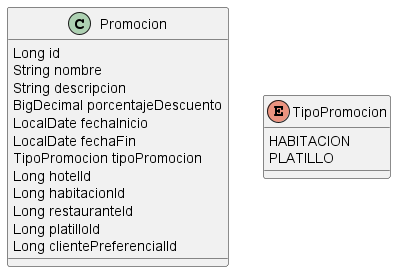 C Promocion
Long id
String nombre
String descripcion
BigDecimal porcentajeDescuento
LocalDate fechaInicio
LocalDate fechaFin
TipoPromocion tipoPromocion
Long hotelId
Long habitacionId
Long restauranteId
Long platilloId
Long clientePreferencialId
E TipoPromocion
HABITACION
PLATILLO